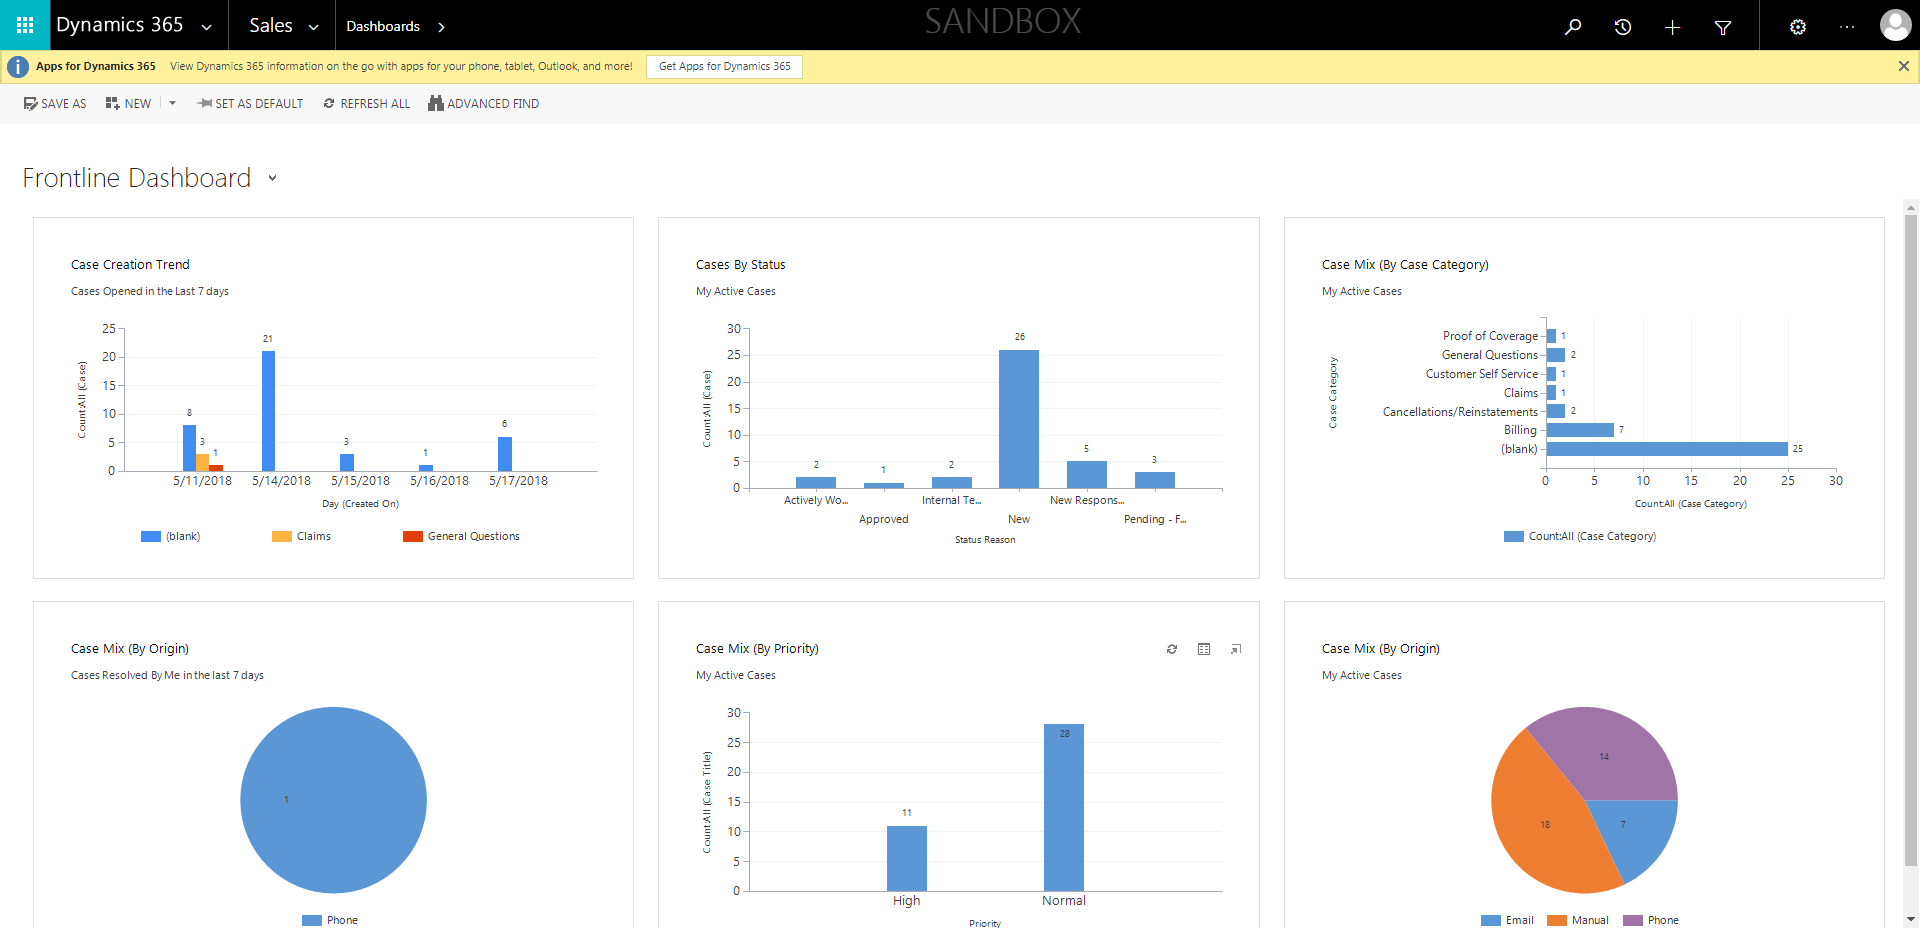 Dynamics 365 Sales Dashboards SANDBOX
Apps for Dynamics 365 View Dynamics 365 information on the go with apps for your phone, tablet, Outlook, and more! Get Apps for Dynamics 365
SAVE AS NEW SET AS DEFAULT REFRESH ALL ADVANCED FIND
Frontline Dashboard
Case Creation Trend
Cases Opened in the Last 7 days
Count:All (Case)
25
20
15
10
5
0
8
3
1
21
3
1
6
5/11/2018 5/14/2018 5/15/2018 5/16/2018 5/17/2018
Day (Created On)
(blank) Claims General Questions
Cases By Status
My Active Cases
Count:All (Case)
30
25
20
15
10
5
0
2
1
2
26
5
3
Actively Wo... Internal Te... New Respons...
Approved New Pending - F...
Status Reason
Case Mix (By Case Category)
My Active Cases
Case Category
Proof of Coverage 1
General Questions 2
Customer Self Service 1
Claims 1
Cancellations/Reinstatements 2
Billing 7
(blank) 25
0 5 10 15 20 25 30
Count:All (Case Category)
Count:All (Case Category)
Case Mix (By Origin)
Cases Resolved By Me in the last 7 days
1
Phone
Case Mix (By Priority)
My Active Cases
Count:All (Case Title)
30
25
20
15
10
5
0
11
28
High Normal
Priority
Case Mix (By Origin)
My Active Cases
14
18
7
Email Manual Phone